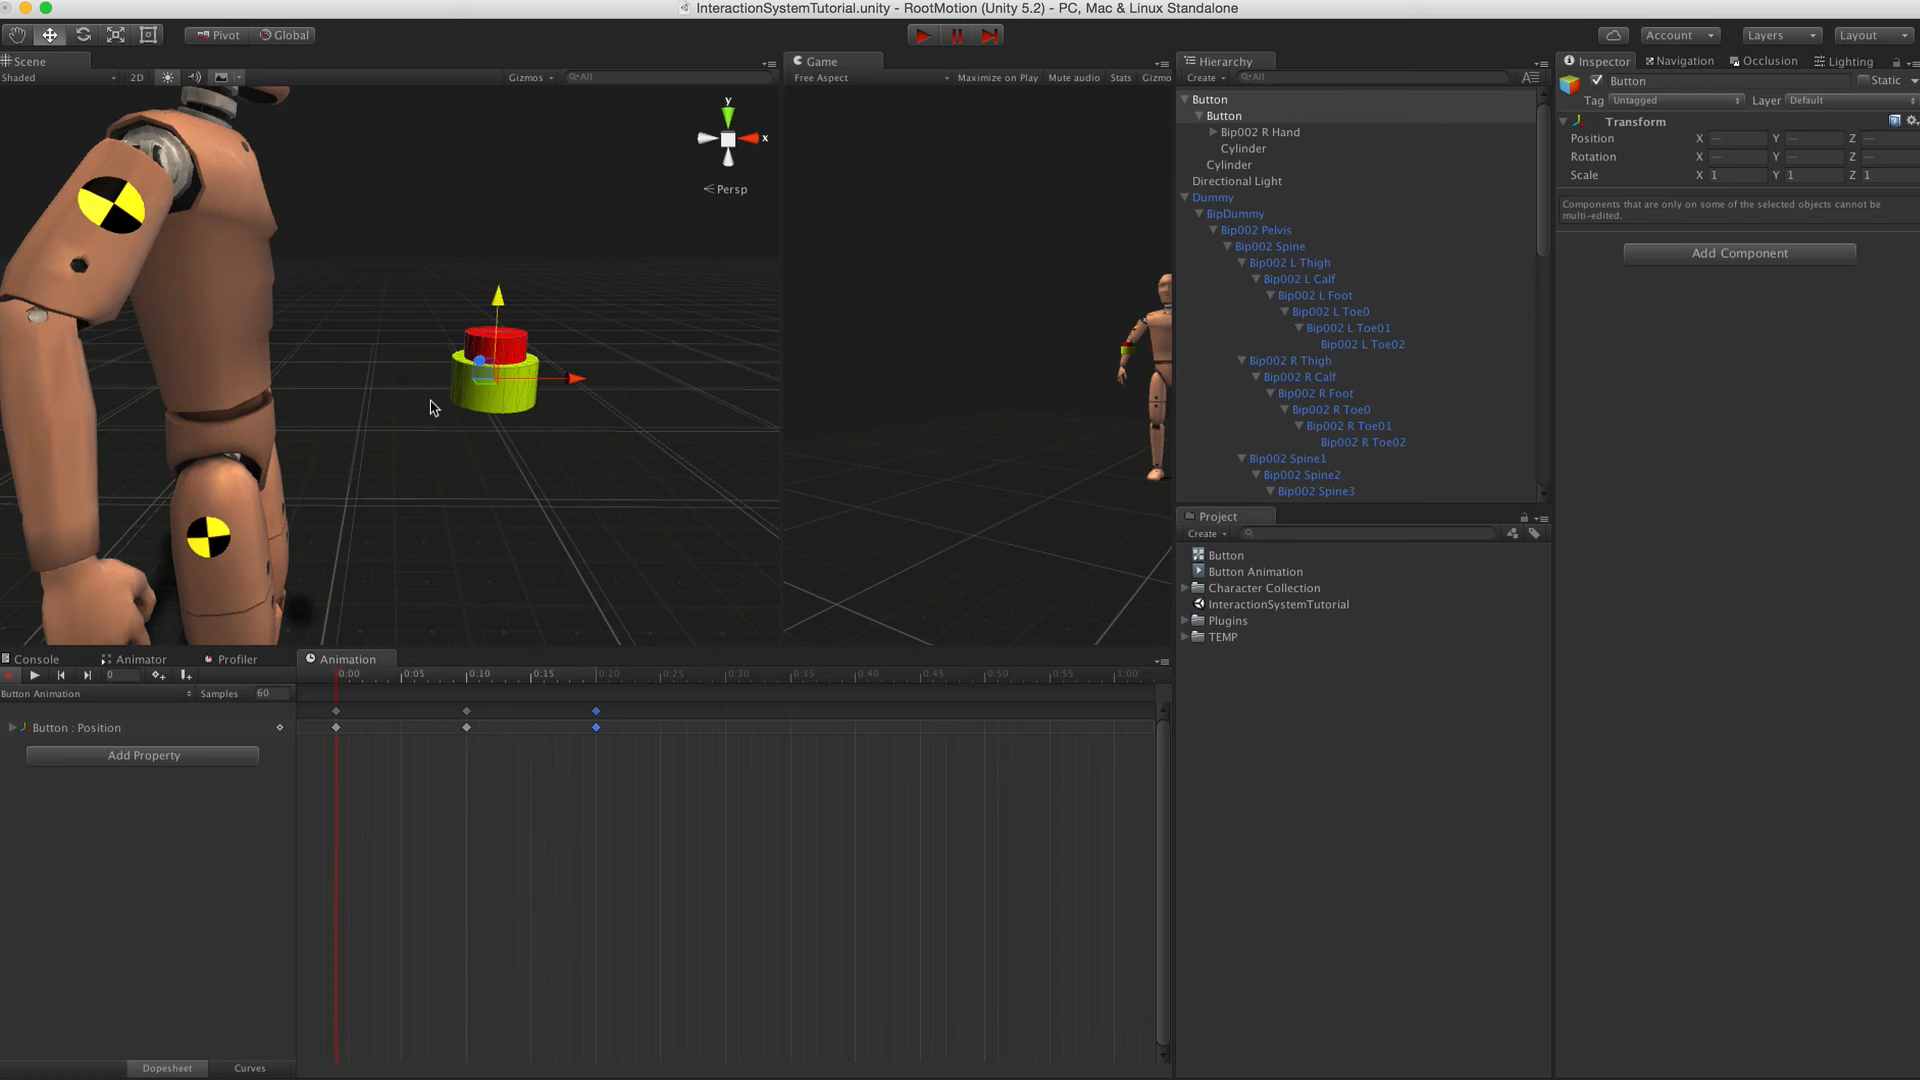 InteractionSystemTutorial.unity - RootMotion (Unity 5.2) - PC, Mac & Linux Standalone
Pivot Global Account Layers Layout
Scene Game Hierarchy Inspector Navigation Occlusion Lighting
Shaded 2D Gizmos All Free Aspect Maximize on Play Mute audio Stats Gizmo Create All
Button Static
Tag Untagged Layer Default
Transform
Position X — Y — Z —
Rotation X — Y — Z —
Scale X 1 Y 1 Z 1
Components that are only on some of the selected objects cannot be
multi-edited.
Add Component
y
x
Persp
Button
Button
Bip002 R Hand
Cylinder
Cylinder
Directional Light
Dummy
BipDummy
Bip002 Pelvis
Bip002 Spine
Bip002 L Thigh
Bip002 L Calf
Bip002 L Foot
Bip002 L Toe0
Bip002 L Toe01
Bip002 L Toe02
Bip002 R Thigh
Bip002 R Calf
Bip002 R Foot
Bip002 R Toe0
Bip002 R Toe01
Bip002 R Toe02
Bip002 Spine1
Bip002 Spine2
Bip002 Spine3
Project
Create
Button
Button Animation
Character Collection
InteractionSystemTutorial
Plugins
TEMP
Console Animator Profiler Animation
0 0:00 0:05 0:10 0:15 0:20 0:25 0:30 0:35 0:40 0:45 0:50 0:55 1:00
Button Animation Samples 60
Button : Position
Add Property
Dopesheet Curves